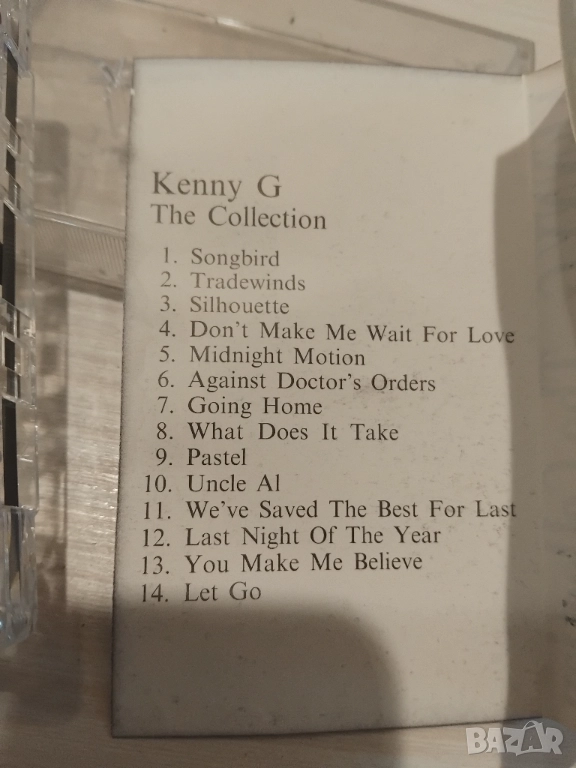 Kenny G
The Collection
1. Songbird
2. Tradewinds
3. Silhouette
4. Don't Make Me Wait For Love
5. Midnight Motion
6. Against Doctor's Orders
7. Going Home
8. What Does It Take
9. Pastel
10. Uncle Al
11. We've Saved The Best For Last
12. Last Night Of The Year
13. You Make Me Believe
14. Let Go
BAZAR